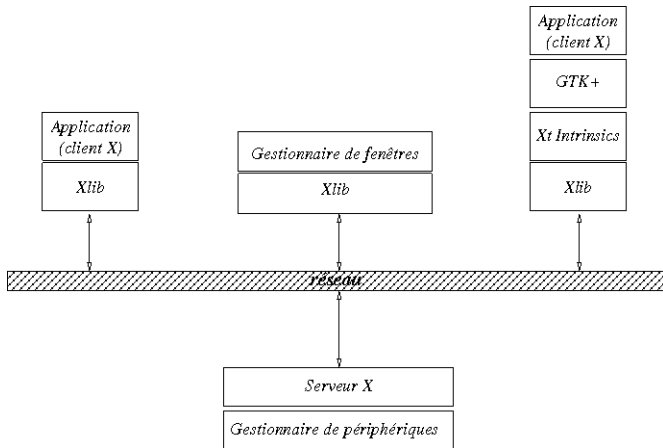 Application
(client X)
GTK+
Xt Intrinsics
Xlib
Application
(client X)
Xlib
Gestionnaire de fenêtres
Xlib
réseau
Serveur X
Gestionnaire de périphériques